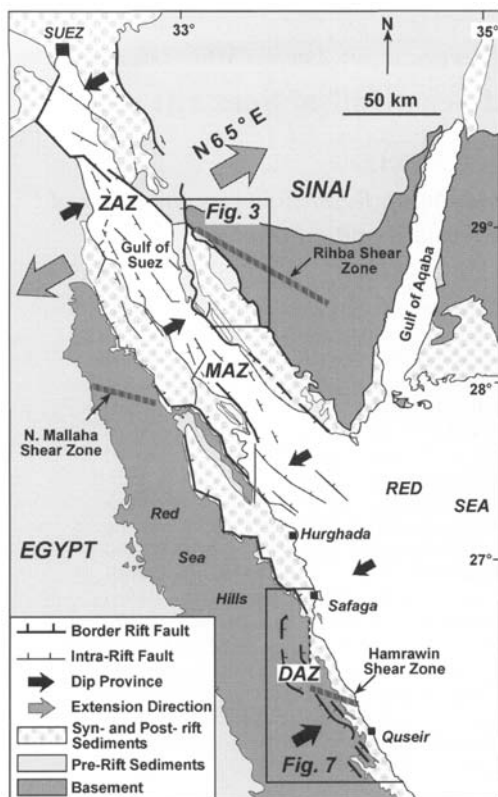 33°
N
35°
SUEZ
50 km
N65°E
SINAI
ZAZ
Fig. 3
29°
Gulf of
Suez
Rihba Shear
Zone
Gulf of Aqaba
MAZ
28°
N. Mallaha
Shear Zone
RED
SEA
Red
Hurghada
EGYPT
Sea
27°
Hills
Safaga
Border Rift Fault
Intra-Rift Fault
Hamrawin
Shear Zone
Dip Province
DAZ
Extension Direction
Syn- and Post- rift
Sediments
Quseir
Pre-Rift Sediments
Fig. 7
Basement